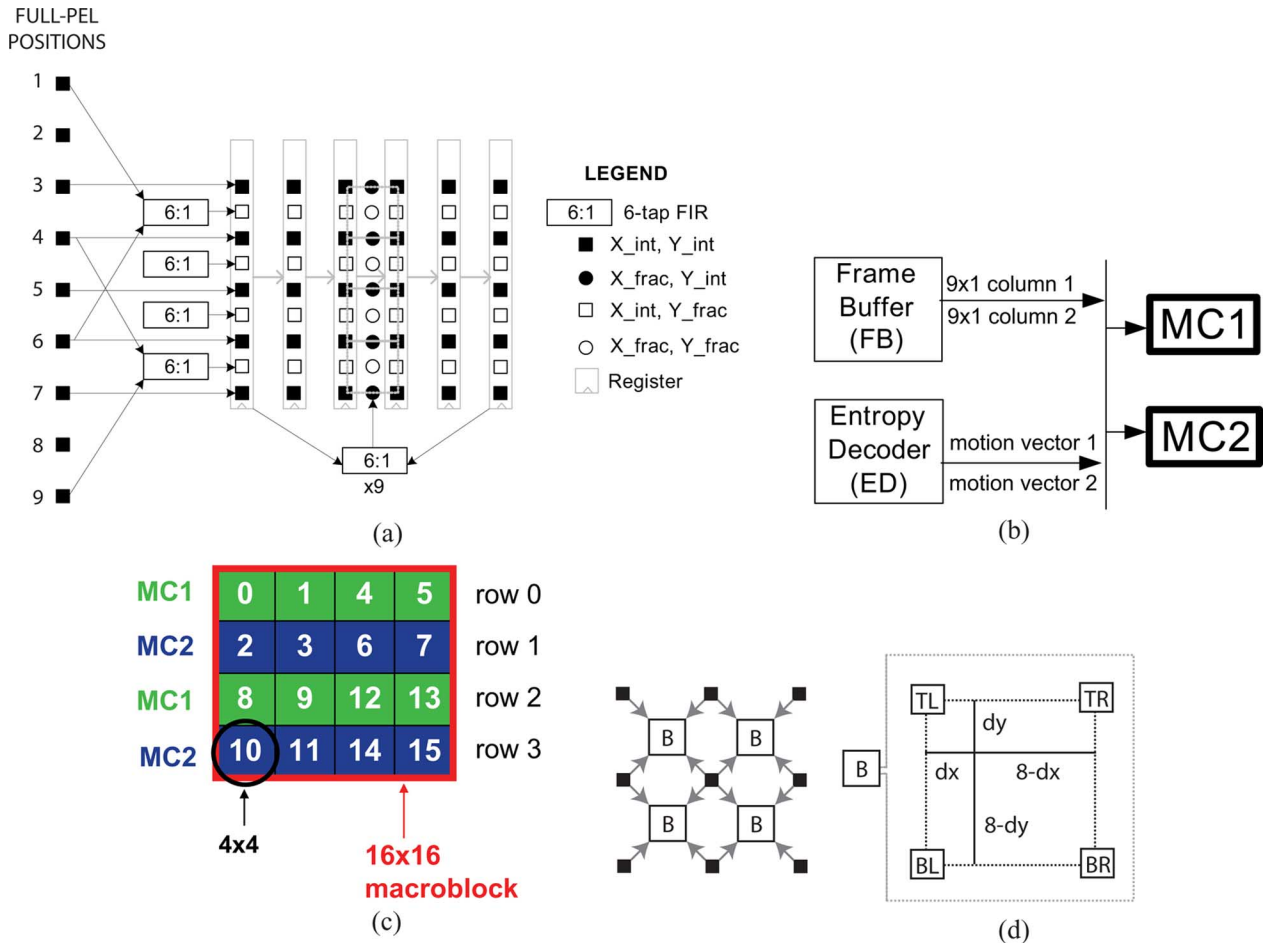 FULL-PEL
POSITIONS
1
2
3
4
5
6
7
8
9
6:1
6:1
6:1
6:1
6:1
x9
LEGEND
6:1 6-tap FIR
X_int, Y_int
X_frac, Y_int
X_int, Y_frac
X_frac, Y_frac
Register
(a)
Frame
Buffer
(FB)
9x1 column 1
9x1 column 2
Entropy
Decoder
(ED)
motion vector 1
motion vector 2
MC1
MC2
(b)
MC1 0 1 4 5 row 0
MC2 2 3 6 7 row 1
MC1 8 9 12 13 row 2
MC2 10 11 14 15 row 3
4x4
16x16
macroblock
(c)
B B
B B
B
TL TR
dy
dx 8-dx
8-dy
BL BR
(d)